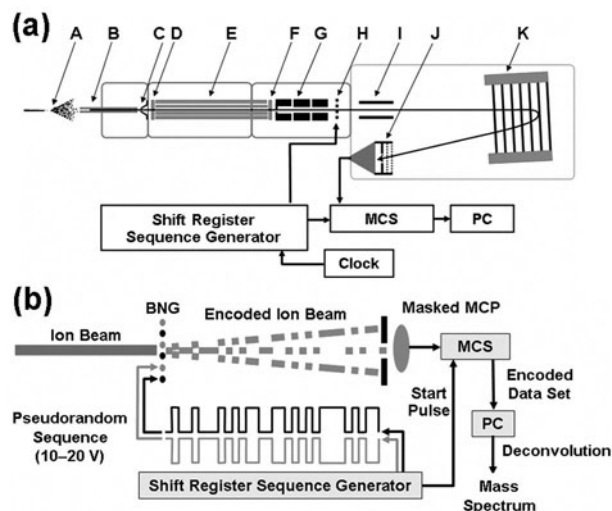 (a)
A B C D E F G H I J K
Shift Register
Sequence Generator
MCS
PC
Clock
(b)
BNG
Encoded Ion Beam
Masked MCP
Ion Beam
MCS
Start
Pulse
Encoded
Data Set
Pseudorandom
Sequence
(10–20 V)
PC
Deconvolution
Shift Register Sequence Generator
Mass
Spectrum